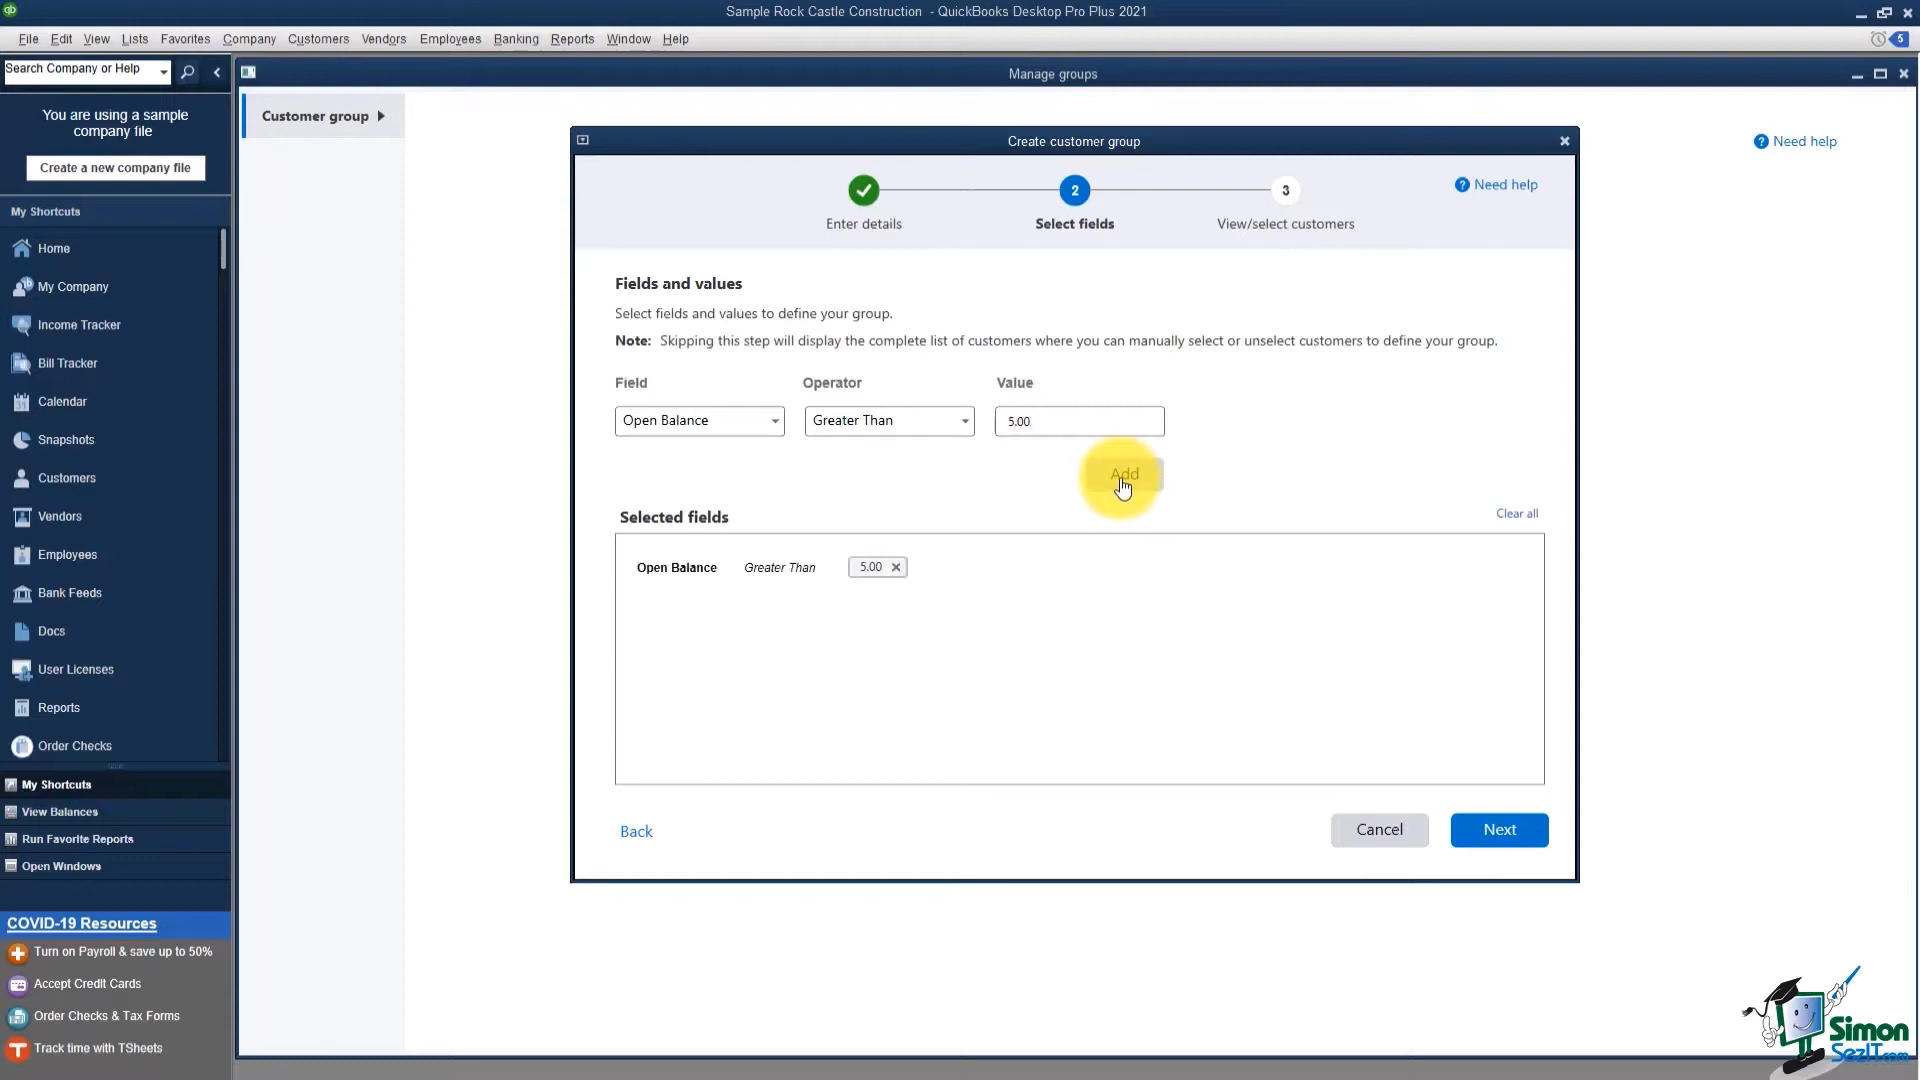 Sample Rock Castle Construction - QuickBooks Desktop Pro Plus 2021
File Edit View Lists Favorites Company Customers Vendors Employees Banking Reports Window Help
5
Search Company or Help
Manage groups
You are using a sample
company file
Create a new company file
My Shortcuts
Home
My Company
Income Tracker
Bill Tracker
Calendar
Snapshots
Customers
Vendors
Employees
Bank Feeds
Docs
User Licenses
Reports
Order Checks
My Shortcuts
View Balances
Run Favorite Reports
Open Windows
COVID-19 Resources
Turn on Payroll & save up to 50%
Accept Credit Cards
Order Checks & Tax Forms
Track time with TSheets
Customer group
Need help
Create customer group
2
3
Need help
Enter details
Select fields
View/select customers
Fields and values
Select fields and values to define your group.
Note: Skipping this step will display the complete list of customers where you can manually select or unselect customers to define your group.
Field Operator Value
Open Balance Greater Than 5.00
Add
Selected fields
Clear all
Open Balance Greater Than 5.00
Back
Cancel
Next
Simon
SezIT.com